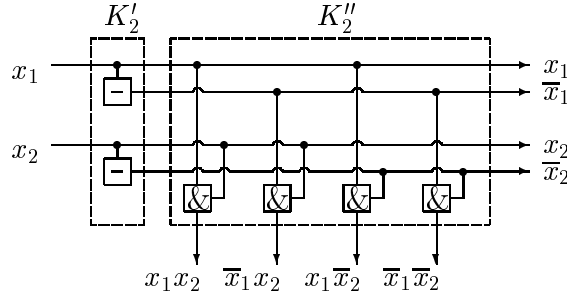 K′₂ K″₂
x₁ x₁
− x̅₁
x₂ x₂
− x̅₂
& & & &
x₁x₂ x̅₁x₂ x₁x̅₂ x̅₁x̅₂